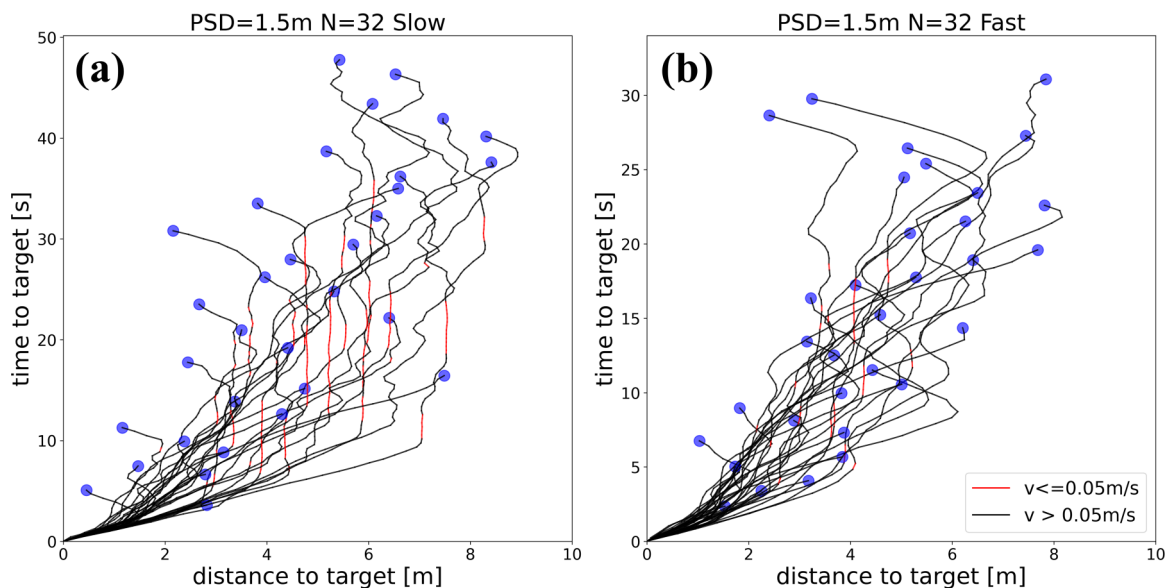 PSD=1.5m N=32 Slow
(a)
time to target [s]
50
40
30
20
10
0
0 2 4 6 8 10
distance to target [m]
PSD=1.5m N=32 Fast
(b)
time to target [s]
30
25
20
15
10
5
0
v<=0.05m/s
v > 0.05m/s
0 2 4 6 8 10
distance to target [m]